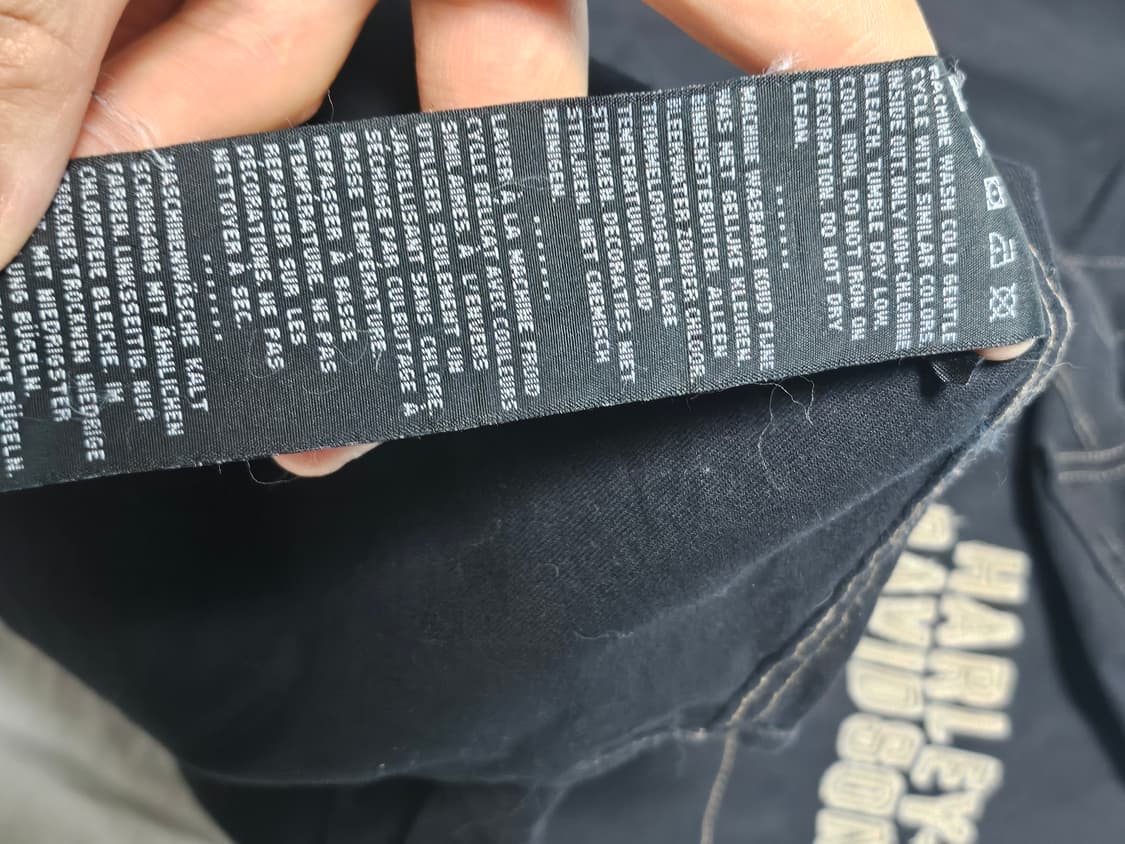 MACHINE WASH COLD GENTLE
CYCLE WITH SIMILAR COLORS
INSIDE OUT. ONLY NON-CHLORINE
BLEACH. TUMBLE DRY LOW.
COOL IRON. DO NOT IRON ON
DECORATION. DO NOT DRY
CLEAN.
......
MACHINE WASBAAR KOUD FIJNE
WAS MET GELIJKE KLEUREN.
BINNENSTEBUITEN. ALLEEN
BLEEKWATER ZONDER CHLOOR.
TROMMELDROGEN LAGE
TEMPERATUUR. KOUD
STRIJKEN DECORATIES NIET
STRIJKEN. NIET CHEMISCH
REINIGEN.
......
LAVER À LA MACHINE FROID
CYCLE DÉLICAT AVEC COULEURS
SIMILAIRES À L'ENVERS
UTILISER SEULEMENT UN
JAVELLISANT SANS CHLORE.
SÉCHAGE PAR CULBUTAGE À
BASSE TEMPÉRATURE.
REPASSER À BASSE
TEMPÉRATURE. NE PAS
REPASSER SUR LES
DÉCORATIONS. NE PAS
NETTOYER À SEC.
......
MASCHINENWÄSCHE KALT
SCHONGANG MIT ÄHNLICHEN
FARBEN LINKSSEITIG NUR
CHLORFREIE BLEICHE IM
TROCKNER NIEDRIGE
MIT NIEDRIGSTER
BÜGELN.
NICHT BÜGELN.
HARLEY-
DAVIDSON